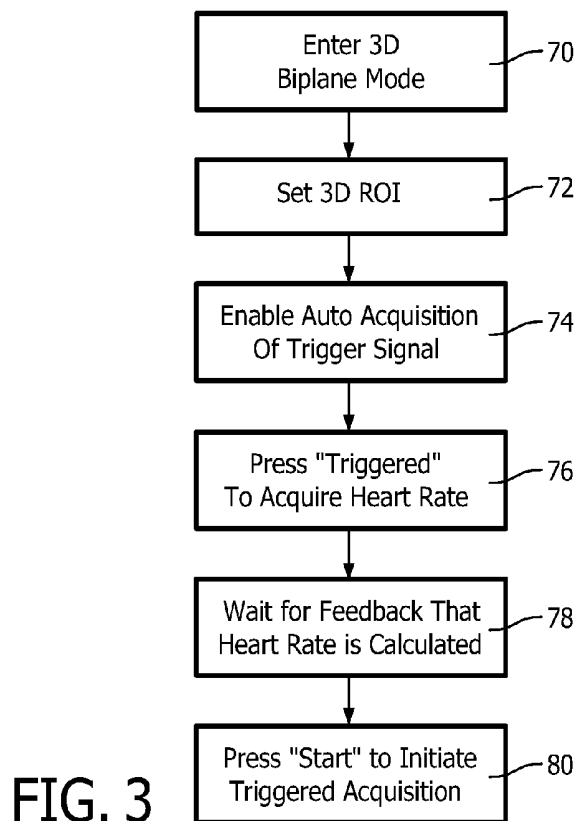 Enter 3D
Biplane Mode
70
Set 3D ROI
72
Enable Auto Acquisition
Of Trigger Signal
74
Press "Triggered"
To Acquire Heart Rate
76
Wait for Feedback That
Heart Rate is Calculated
78
Press "Start" to Initiate
Triggered Acquisition
80
FIG. 3